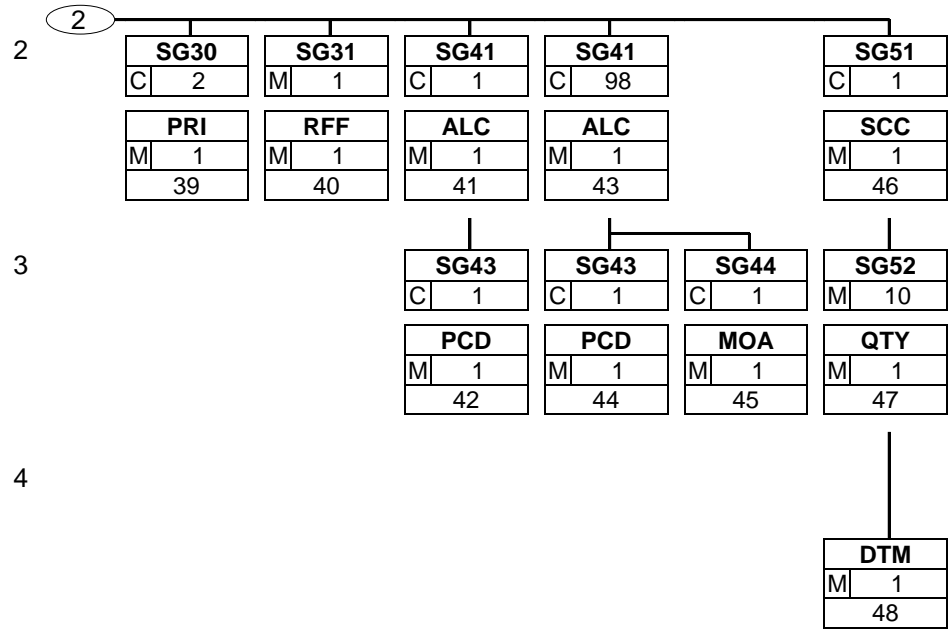 2
2
SG30 SG31 SG41 SG41 SG51
C 2 M 1 C 1 C 98 C 1
PRI RFF ALC ALC SCC
M 1 M 1 M 1 M 1 M 1
39 40 41 43 46
3
SG43 SG43 SG44 SG52
C 1 C 1 C 1 M 10
PCD PCD MOA QTY
M 1 M 1 M 1 M 1
42 44 45 47
4
DTM
M 1
48